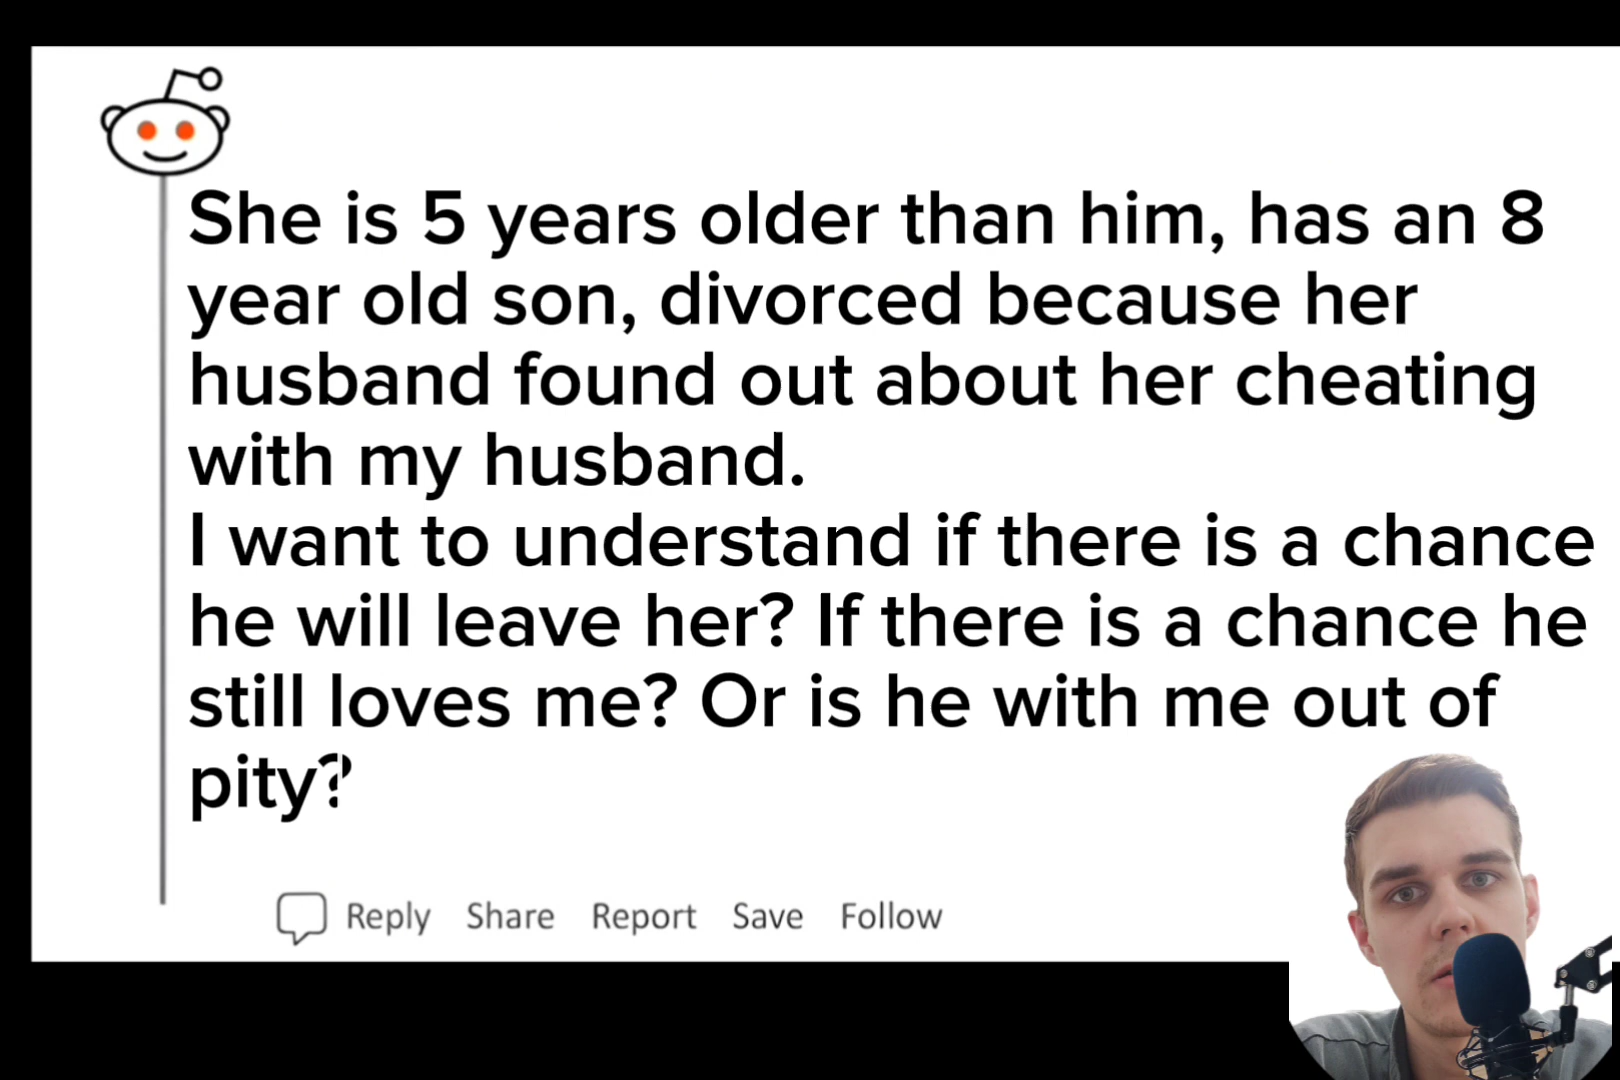 She is 5 years older than him, has an 8
year old son, divorced because her
husband found out about her cheating
with my husband.
I want to understand if there is a chance
he will leave her? If there is a chance he
still loves me? Or is he with me out of
pity?
Reply Share Report Save Follow